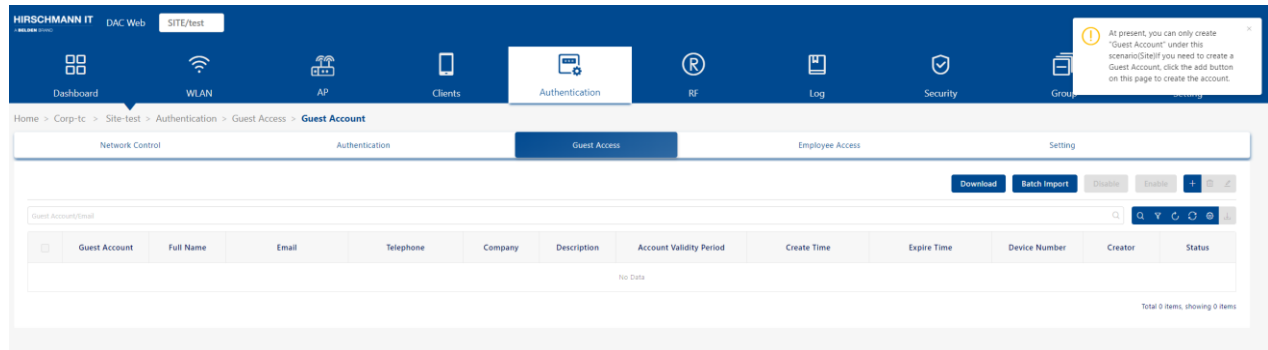 HIRSCHMANN IT
A BELDEN BRAND
DAC Web
SITE/test
At present, you can only create
"Guest Account" under this
scenario(Site)If you need to create a
Guest Account, click the add button
on this page to create the account.
Dashboard
WLAN
AP
Clients
Authentication
RF
Log
Security
Group
Setting
Home > Corp-tc > Site-test > Authentication > Guest Access > Guest Account
Network Control
Authentication
Guest Access
Employee Access
Setting
Download
Batch Import
Disable
Enable
Guest Account/Email
Guest Account
Full Name
Email
Telephone
Company
Description
Account Validity Period
Create Time
Expire Time
Device Number
Creator
Status
No Data
Total 0 items, showing 0 items